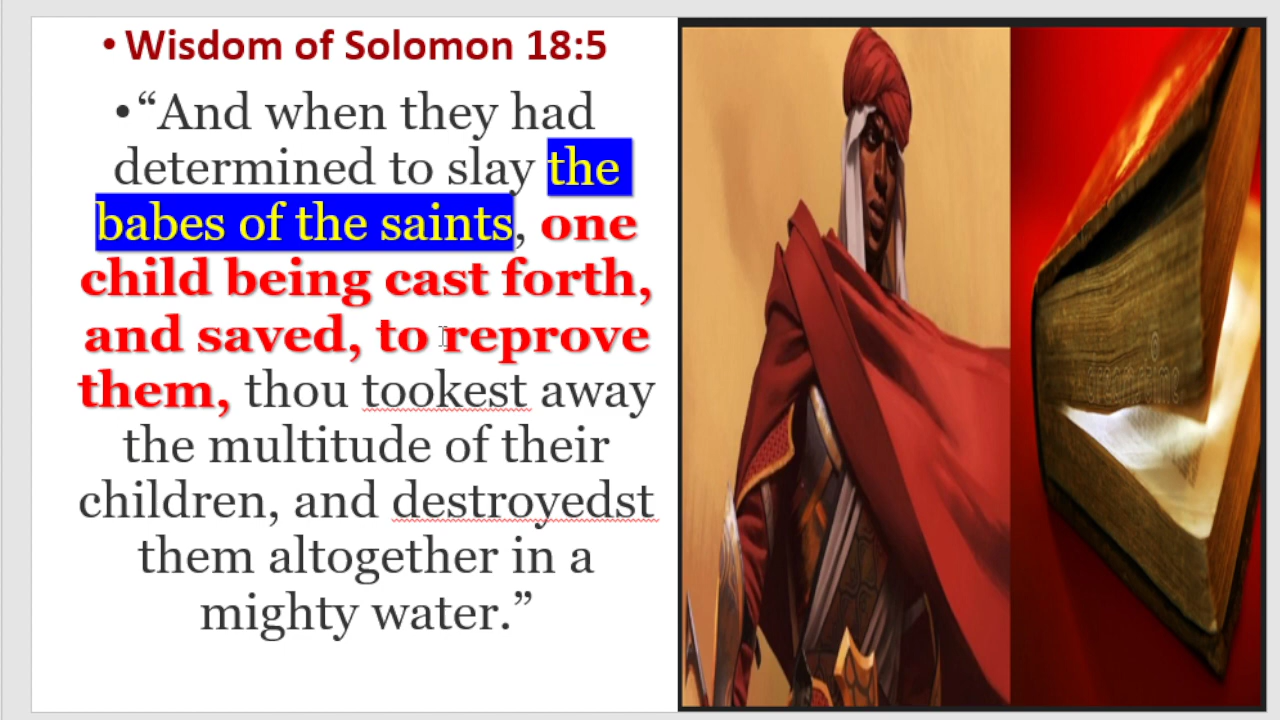 • Wisdom of Solomon 18:5
• “And when they had
determined to slay the
babes of the saints, one
child being cast forth,
and saved, to reprove
them, thou tookest away
the multitude of their
children, and destroyedst
them altogether in a
mighty water.”